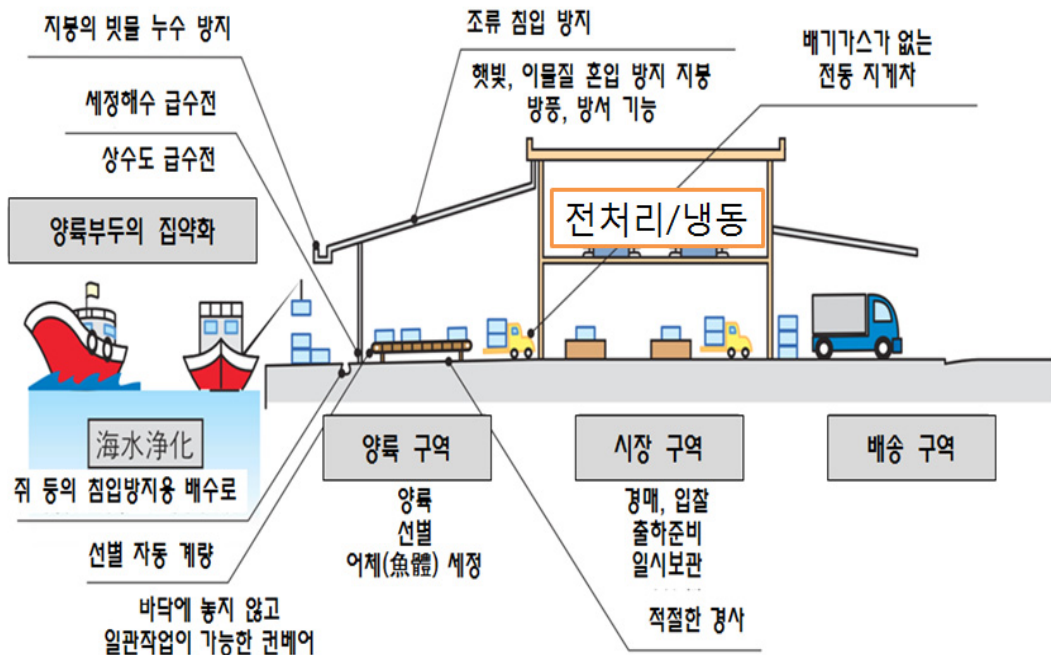 지붕의 빗물 누수 방지
조류 침입 방지
배기가스가 없는
전동 지게차
햇빛, 이물질 혼입 방지 지붕
방풍, 방서 기능
세정해수 급수전
상수도 급수전
양륙부두의 집약화
전처리/냉동
海水浄化
양륙 구역
시장 구역
배송 구역
쥐 등의 침입방지용 배수로
양륙
선별
어체(魚體) 세정
경매, 입찰
출하준비
일시보관
선별 자동 계량
바닥에 놓지 않고
일관작업이 가능한 컨베어
적절한 경사